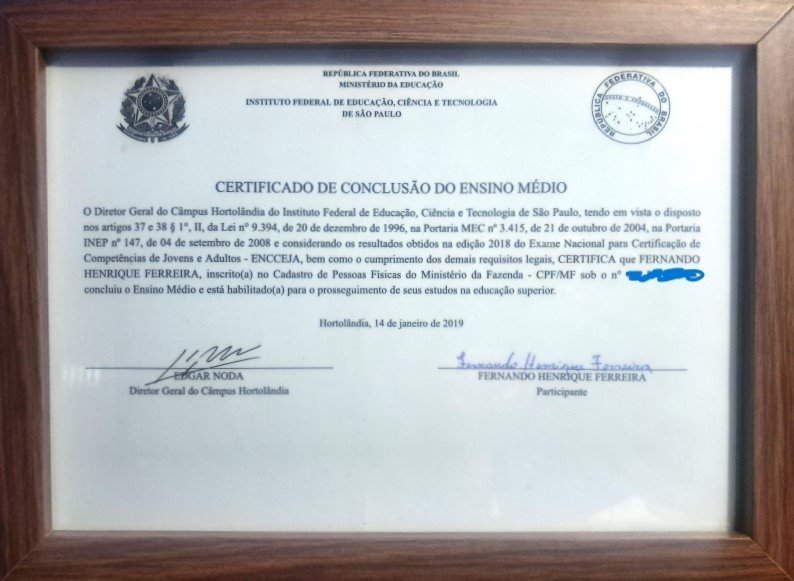 REPÚBLICA FEDERATIVA DO BRASIL
MINISTÉRIO DA EDUCAÇÃO
INSTITUTO FEDERAL DE EDUCAÇÃO, CIÊNCIA E TECNOLOGIA
DE SÃO PAULO
REPÚBLICA FEDERATIVA DO BRASIL
CERTIFICADO DE CONCLUSÃO DO ENSINO MÉDIO
O Diretor Geral do Câmpus Hortolândia do Instituto Federal de Educação, Ciência e Tecnologia de São Paulo, tendo em vista o disposto
nos artigos 37 e 38 § 1°, II, da Lei nº 9.394, de 20 de dezembro de 1996, na Portaria MEC nº 3.415, de 21 de outubro de 2004, na Portaria
INEP nº 147, de 04 de setembro de 2008 e considerando os resultados obtidos na edição 2018 do Exame Nacional para Certificação de
Competências de Jovens e Adultos - ENCCEJA, bem como o cumprimento dos demais requisitos legais, CERTIFICA que FERNANDO
HENRIQUE FERREIRA, inscrito(a) no Cadastro de Pessoas Físicas do Ministério da Fazenda - CPF/MF sob o nº
concluiu o Ensino Médio e está habilitado(a) para o prosseguimento de seus estudos na educação superior.
Hortolândia, 14 de janeiro de 2019
Fernando Henrique Ferreira
EDGAR NODA
FERNANDO HENRIQUE FERREIRA
Diretor Geral do Câmpus Hortolândia
Participante